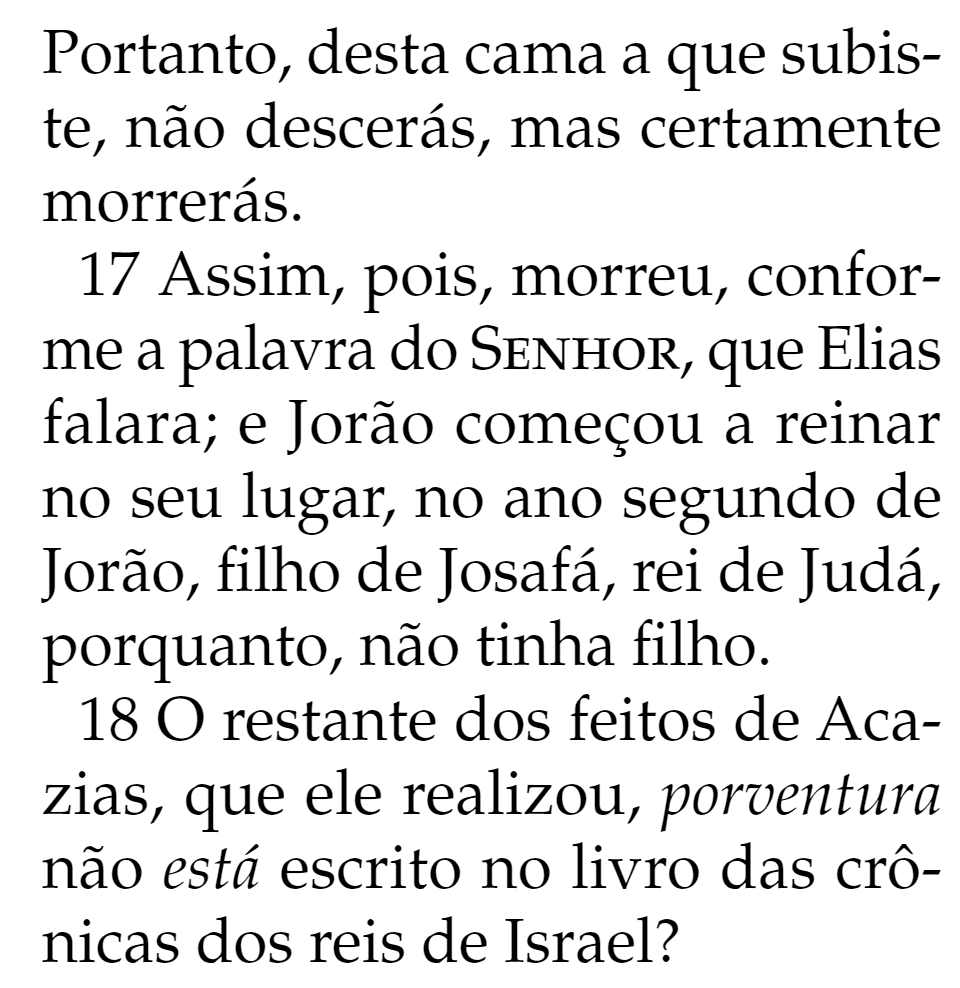 Portanto, desta cama a que subis-
te, não descerás, mas certamente
morrerás.
17 Assim, pois, morreu, confor-
me a palavra do SENHOR, que Elias
falara; e Jorão começou a reinar
no seu lugar, no ano segundo de
Jorão, filho de Josafá, rei de Judá,
porquanto, não tinha filho.
18 O restante dos feitos de Aca-
zias, que ele realizou, porventura
não está escrito no livro das crô-
nicas dos reis de Israel?